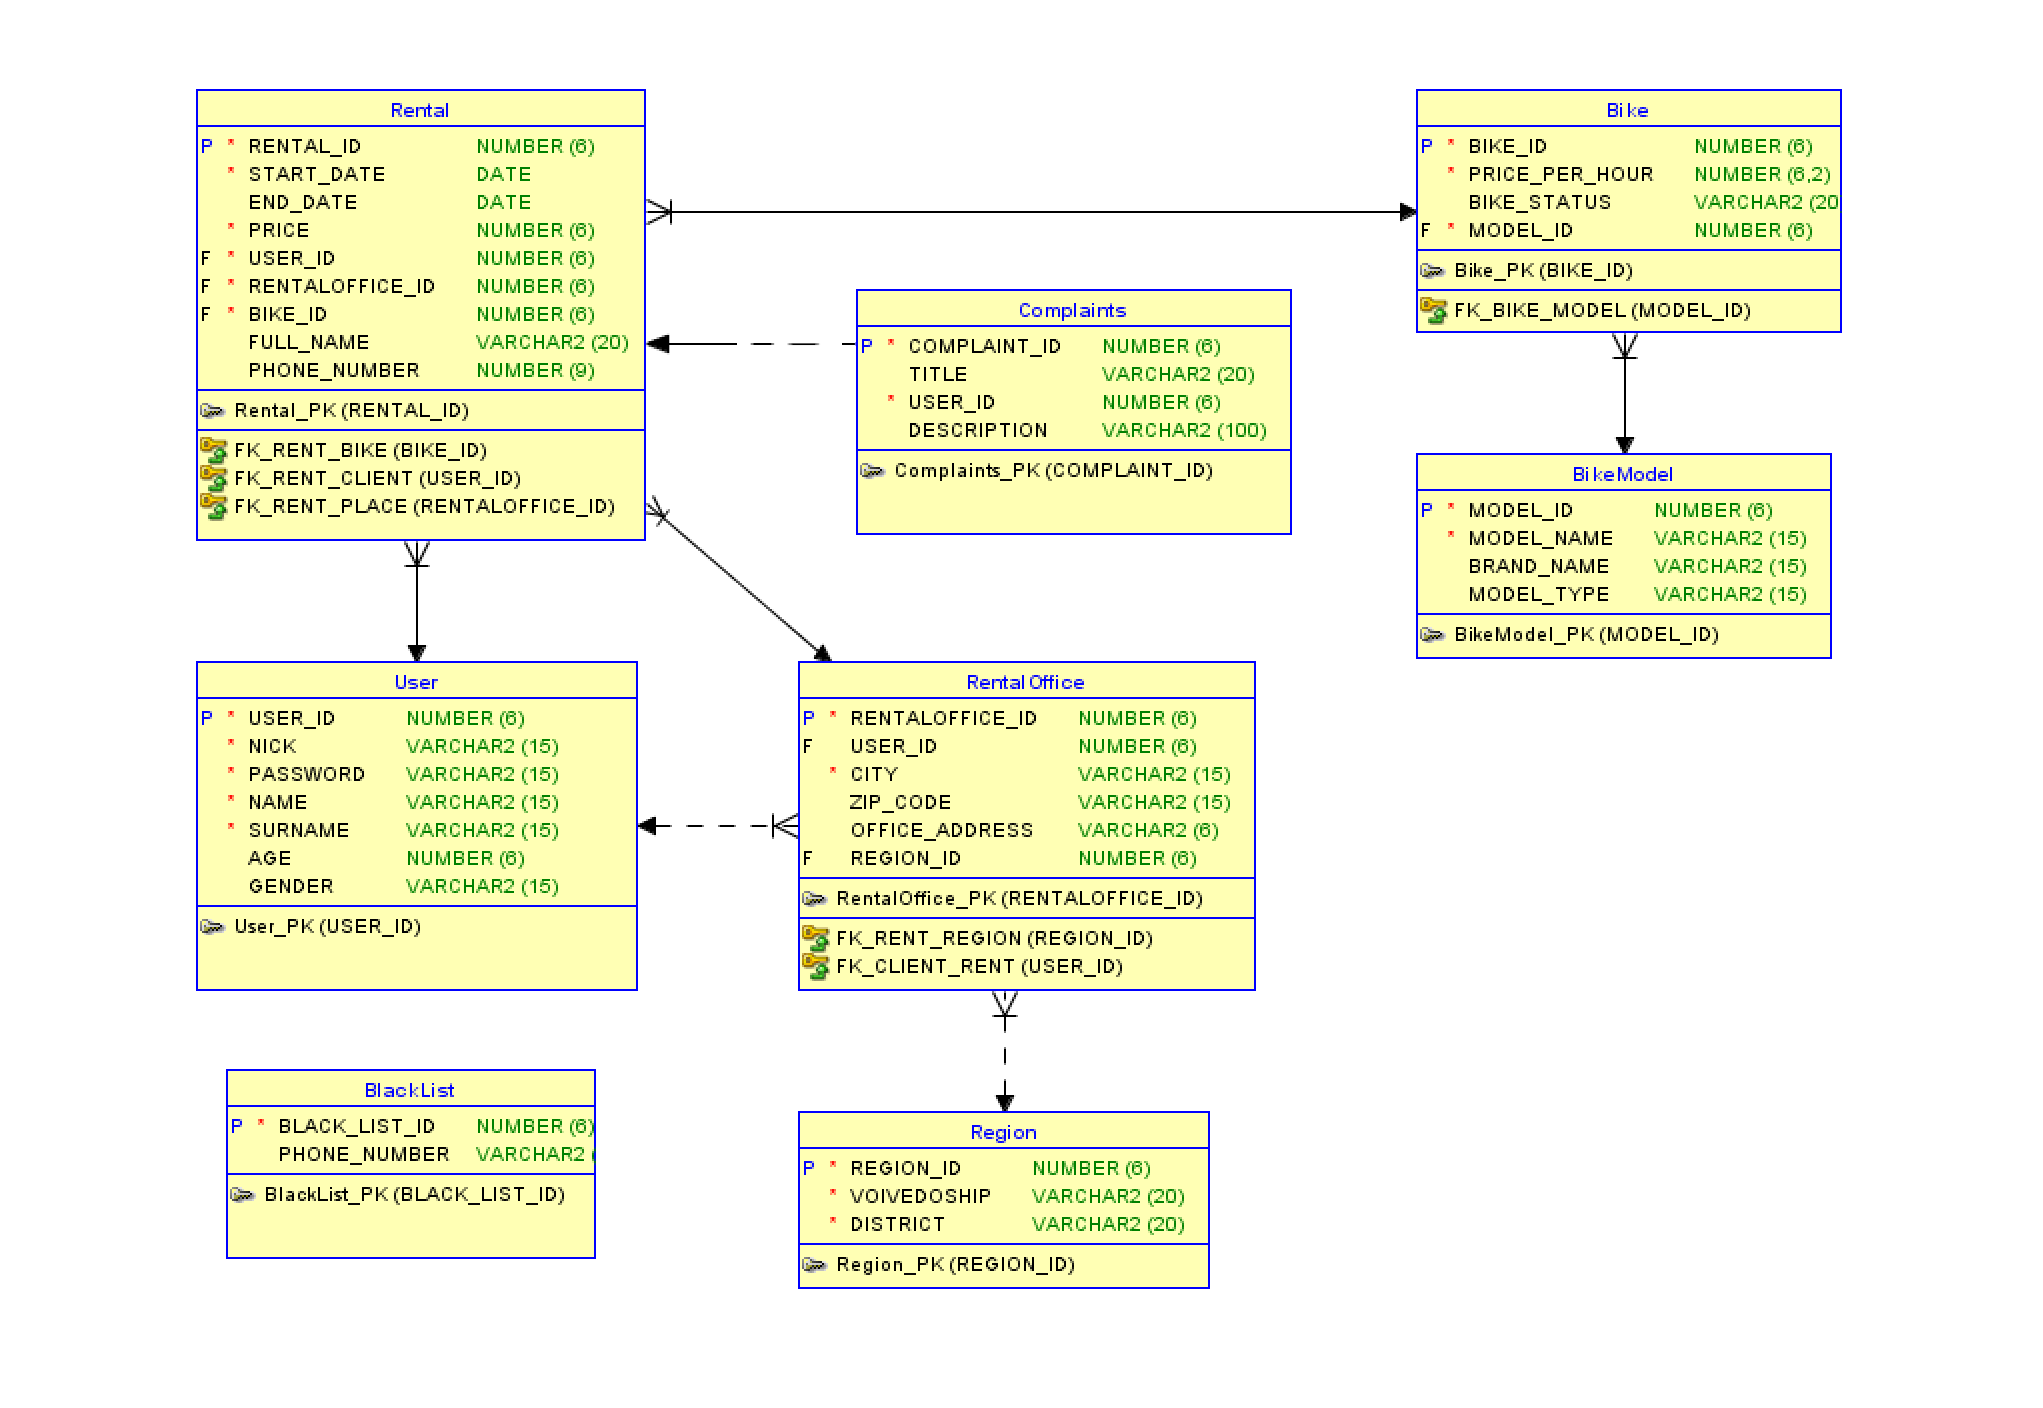 Rental
P * RENTAL_ID NUMBER (6)
* START_DATE DATE
END_DATE DATE
* PRICE NUMBER (6)
F * USER_ID NUMBER (6)
F * RENTALOFFICE_ID NUMBER (6)
F * BIKE_ID NUMBER (6)
FULL_NAME VARCHAR2 (20)
PHONE_NUMBER NUMBER (9)
Rental_PK (RENTAL_ID)
FK_RENT_BIKE (BIKE_ID)
FK_RENT_CLIENT (USER_ID)
FK_RENT_PLACE (RENTALOFFICE_ID)
Bike
P * BIKE_ID NUMBER (6)
* PRICE_PER_HOUR NUMBER (6,2)
BIKE_STATUS VARCHAR2 (20
F * MODEL_ID NUMBER (6)
Bike_PK (BIKE_ID)
FK_BIKE_MODEL (MODEL_ID)
Complaints
P * COMPLAINT_ID NUMBER (6)
TITLE VARCHAR2 (20)
* USER_ID NUMBER (6)
DESCRIPTION VARCHAR2 (100)
Complaints_PK (COMPLAINT_ID)
BikeModel
P * MODEL_ID NUMBER (6)
* MODEL_NAME VARCHAR2 (15)
BRAND_NAME VARCHAR2 (15)
MODEL_TYPE VARCHAR2 (15)
BikeModel_PK (MODEL_ID)
User
P * USER_ID NUMBER (6)
* NICK VARCHAR2 (15)
* PASSWORD VARCHAR2 (15)
* NAME VARCHAR2 (15)
* SURNAME VARCHAR2 (15)
AGE NUMBER (6)
GENDER VARCHAR2 (15)
User_PK (USER_ID)
RentalOffice
P * RENTALOFFICE_ID NUMBER (6)
F USER_ID NUMBER (6)
* CITY VARCHAR2 (15)
ZIP_CODE VARCHAR2 (15)
OFFICE_ADDRESS VARCHAR2 (6)
F REGION_ID NUMBER (6)
RentalOffice_PK (RENTALOFFICE_ID)
FK_RENT_REGION (REGION_ID)
FK_CLIENT_RENT (USER_ID)
BlackList
P * BLACK_LIST_ID NUMBER (6)
PHONE_NUMBER VARCHAR2 (
BlackList_PK (BLACK_LIST_ID)
Region
P * REGION_ID NUMBER (6)
* VOIVEDOSHIP VARCHAR2 (20)
* DISTRICT VARCHAR2 (20)
Region_PK (REGION_ID)